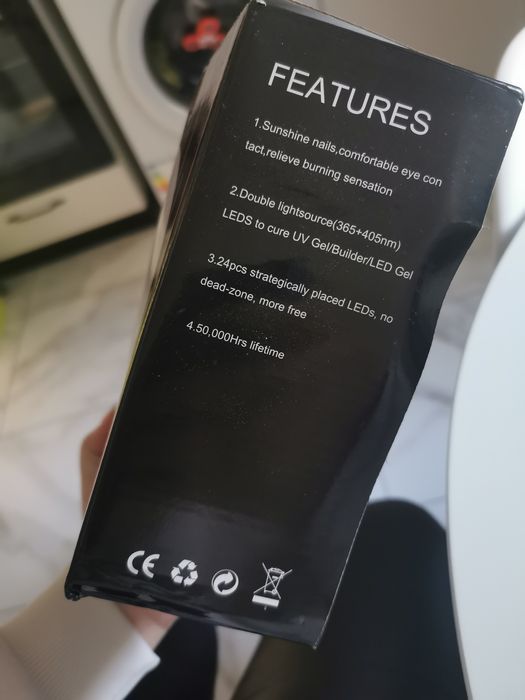 FEATURES
1.Sunshine nails,comfortable eye con
tact,relieve burning sensation
2.Double lightsource(365+405nm)
LEDS to cure UV Gel/Builder/LED Gel
3.24pcs strategically placed LEDs, no
dead-zone, more free
4.50,000Hrs lifetime
CE